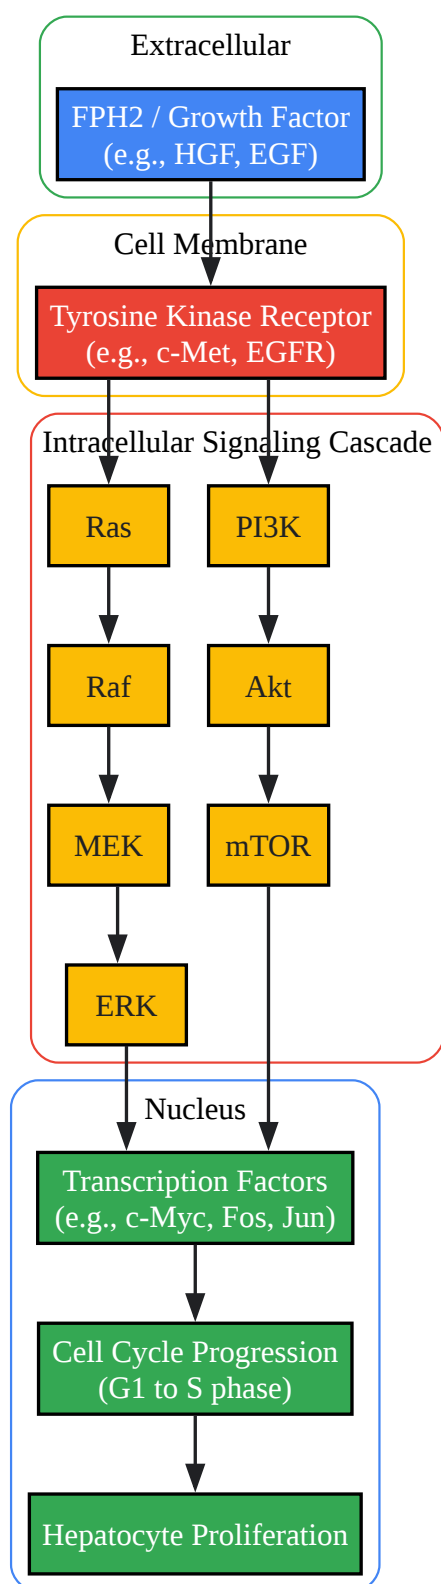 Extracellular
FPH2 / Growth Factor
(e.g., HGF, EGF)
Cell Membrane
Tyrosine Kinase Receptor
(e.g., c-Met, EGFR)
Intracellular Signaling Cascade
Ras
PI3K
Raf
Akt
MEK
mTOR
ERK
Nucleus
Transcription Factors
(e.g., c-Myc, Fos, Jun)
Cell Cycle Progression
(G1 to S phase)
Hepatocyte Proliferation